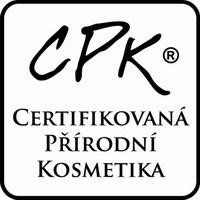 CPK®
CERTIFIKOVANÁ
PŘÍRODNÍ
KOSMETIKA